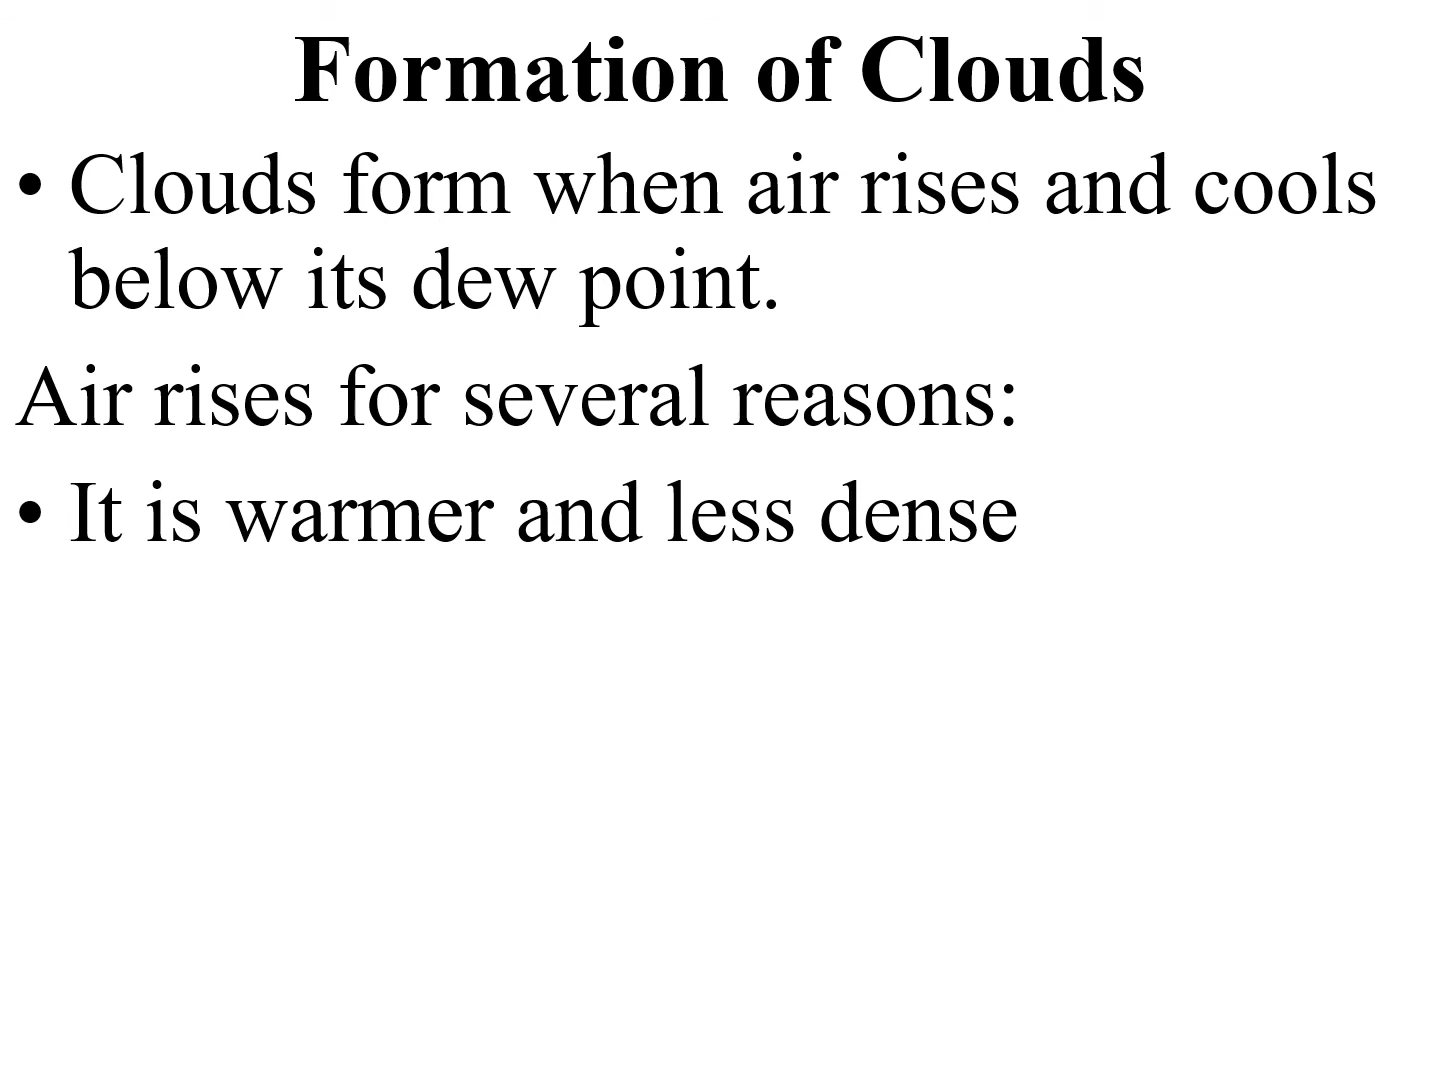 Formation of Clouds
• Clouds form when air rises and cools
below its dew point.
Air rises for several reasons:
• It is warmer and less dense